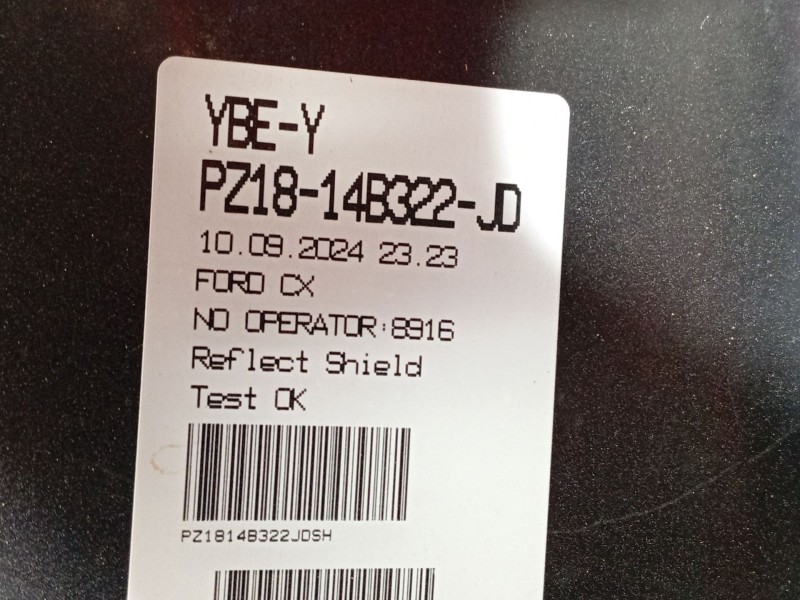 YBE-Y
PZ18-14B322-JD
10.09.2024 23.23
FORD CX
NO OPERATOR:8916
Reflect Shield
Test OK
PZ1814B322JDSH